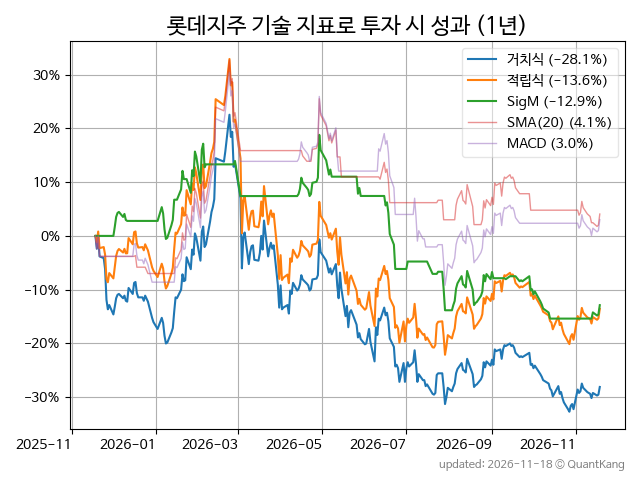 롯데지주 기술 지표로 투자 시 성과 (1년)
거치식 (−28.1%)
적립식 (−13.6%)
SigM (−12.9%)
SMA(20) (4.1%)
MACD (3.0%)
30%
20%
10%
0%
−10%
−20%
−30%
2025−11
2026−01
2026−03
2026−05
2026−07
2026−09
2026−11
updated: 2026−11−18 © QuantKang